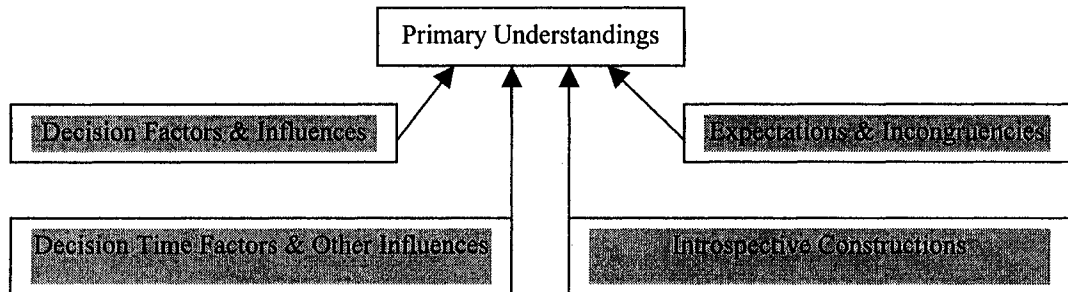 Primary Understandings
Decision Factors & Influences
Expectations & Incongruencies
Decision Time Factors & Other Influences
Introspective Constructions